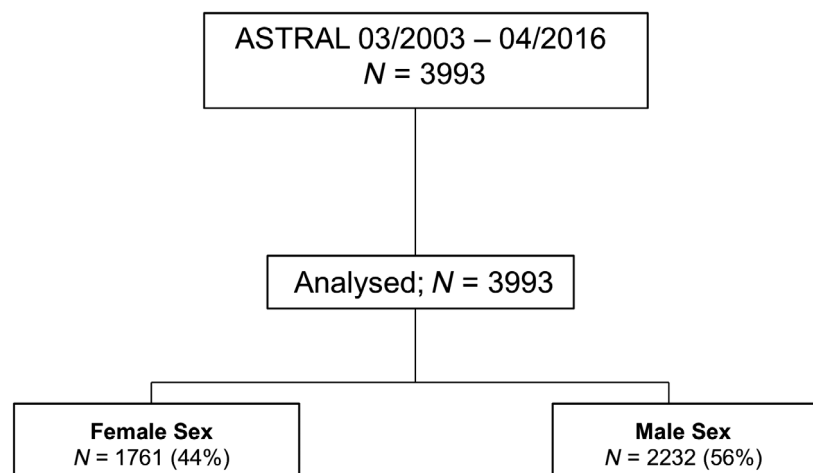 ASTRAL 03/2003 – 04/2016
N = 3993
Analysed; N = 3993
Female Sex
N = 1761 (44%)
Male Sex
N = 2232 (56%)